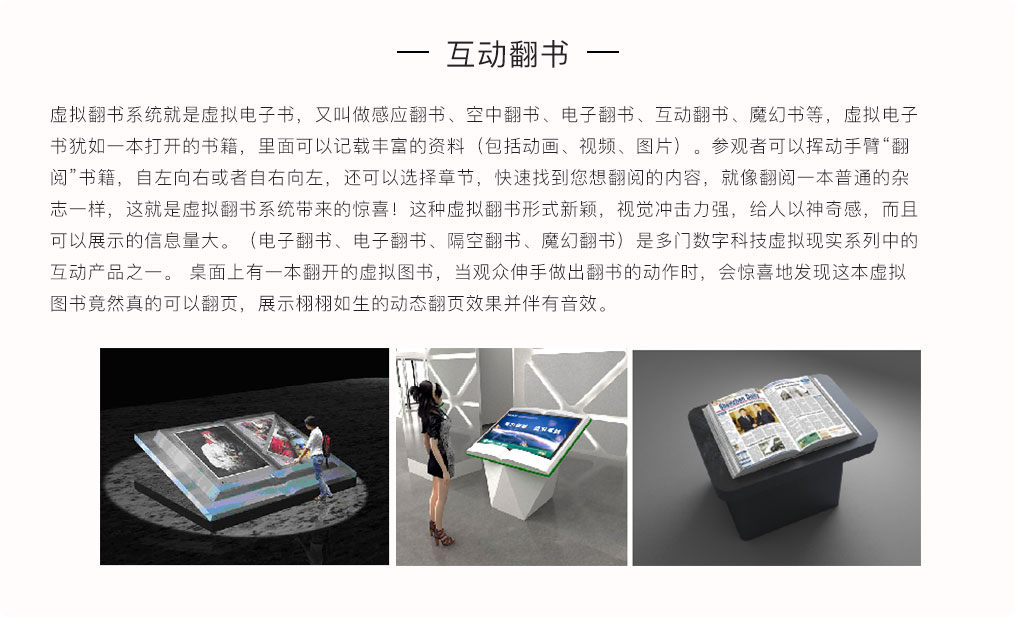 互动翻书
虚拟翻书系统就是虚拟电子书，又叫做感应翻书、空中翻书、电子翻书、互动翻书、魔幻书等，虚拟电子
书犹如一本打开的书籍，里面可以记载丰富的资料（包括动画、视频、图片）。参观者可以挥动手臂“翻
阅”书籍，自左向右或者自右向左，还可以选择章节，快速找到您想翻阅的内容，就像翻阅一本普通的杂
志一样，这就是虚拟翻书系统带来的惊喜！这种虚拟翻书形式新颖，视觉冲击力强，给人以神奇感，而且
可以展示的信息量大。（电子翻书、电子翻书、隔空翻书、魔幻翻书）是多门数字科技虚拟现实系列中的
互动产品之一。 桌面上有一本翻开的虚拟图书，当观众伸手做出翻书的动作时，会惊喜地发现这本虚拟
图书竟然真的可以翻页，展示栩栩如生的动态翻页效果并伴有音效。
Shenzhen Daily